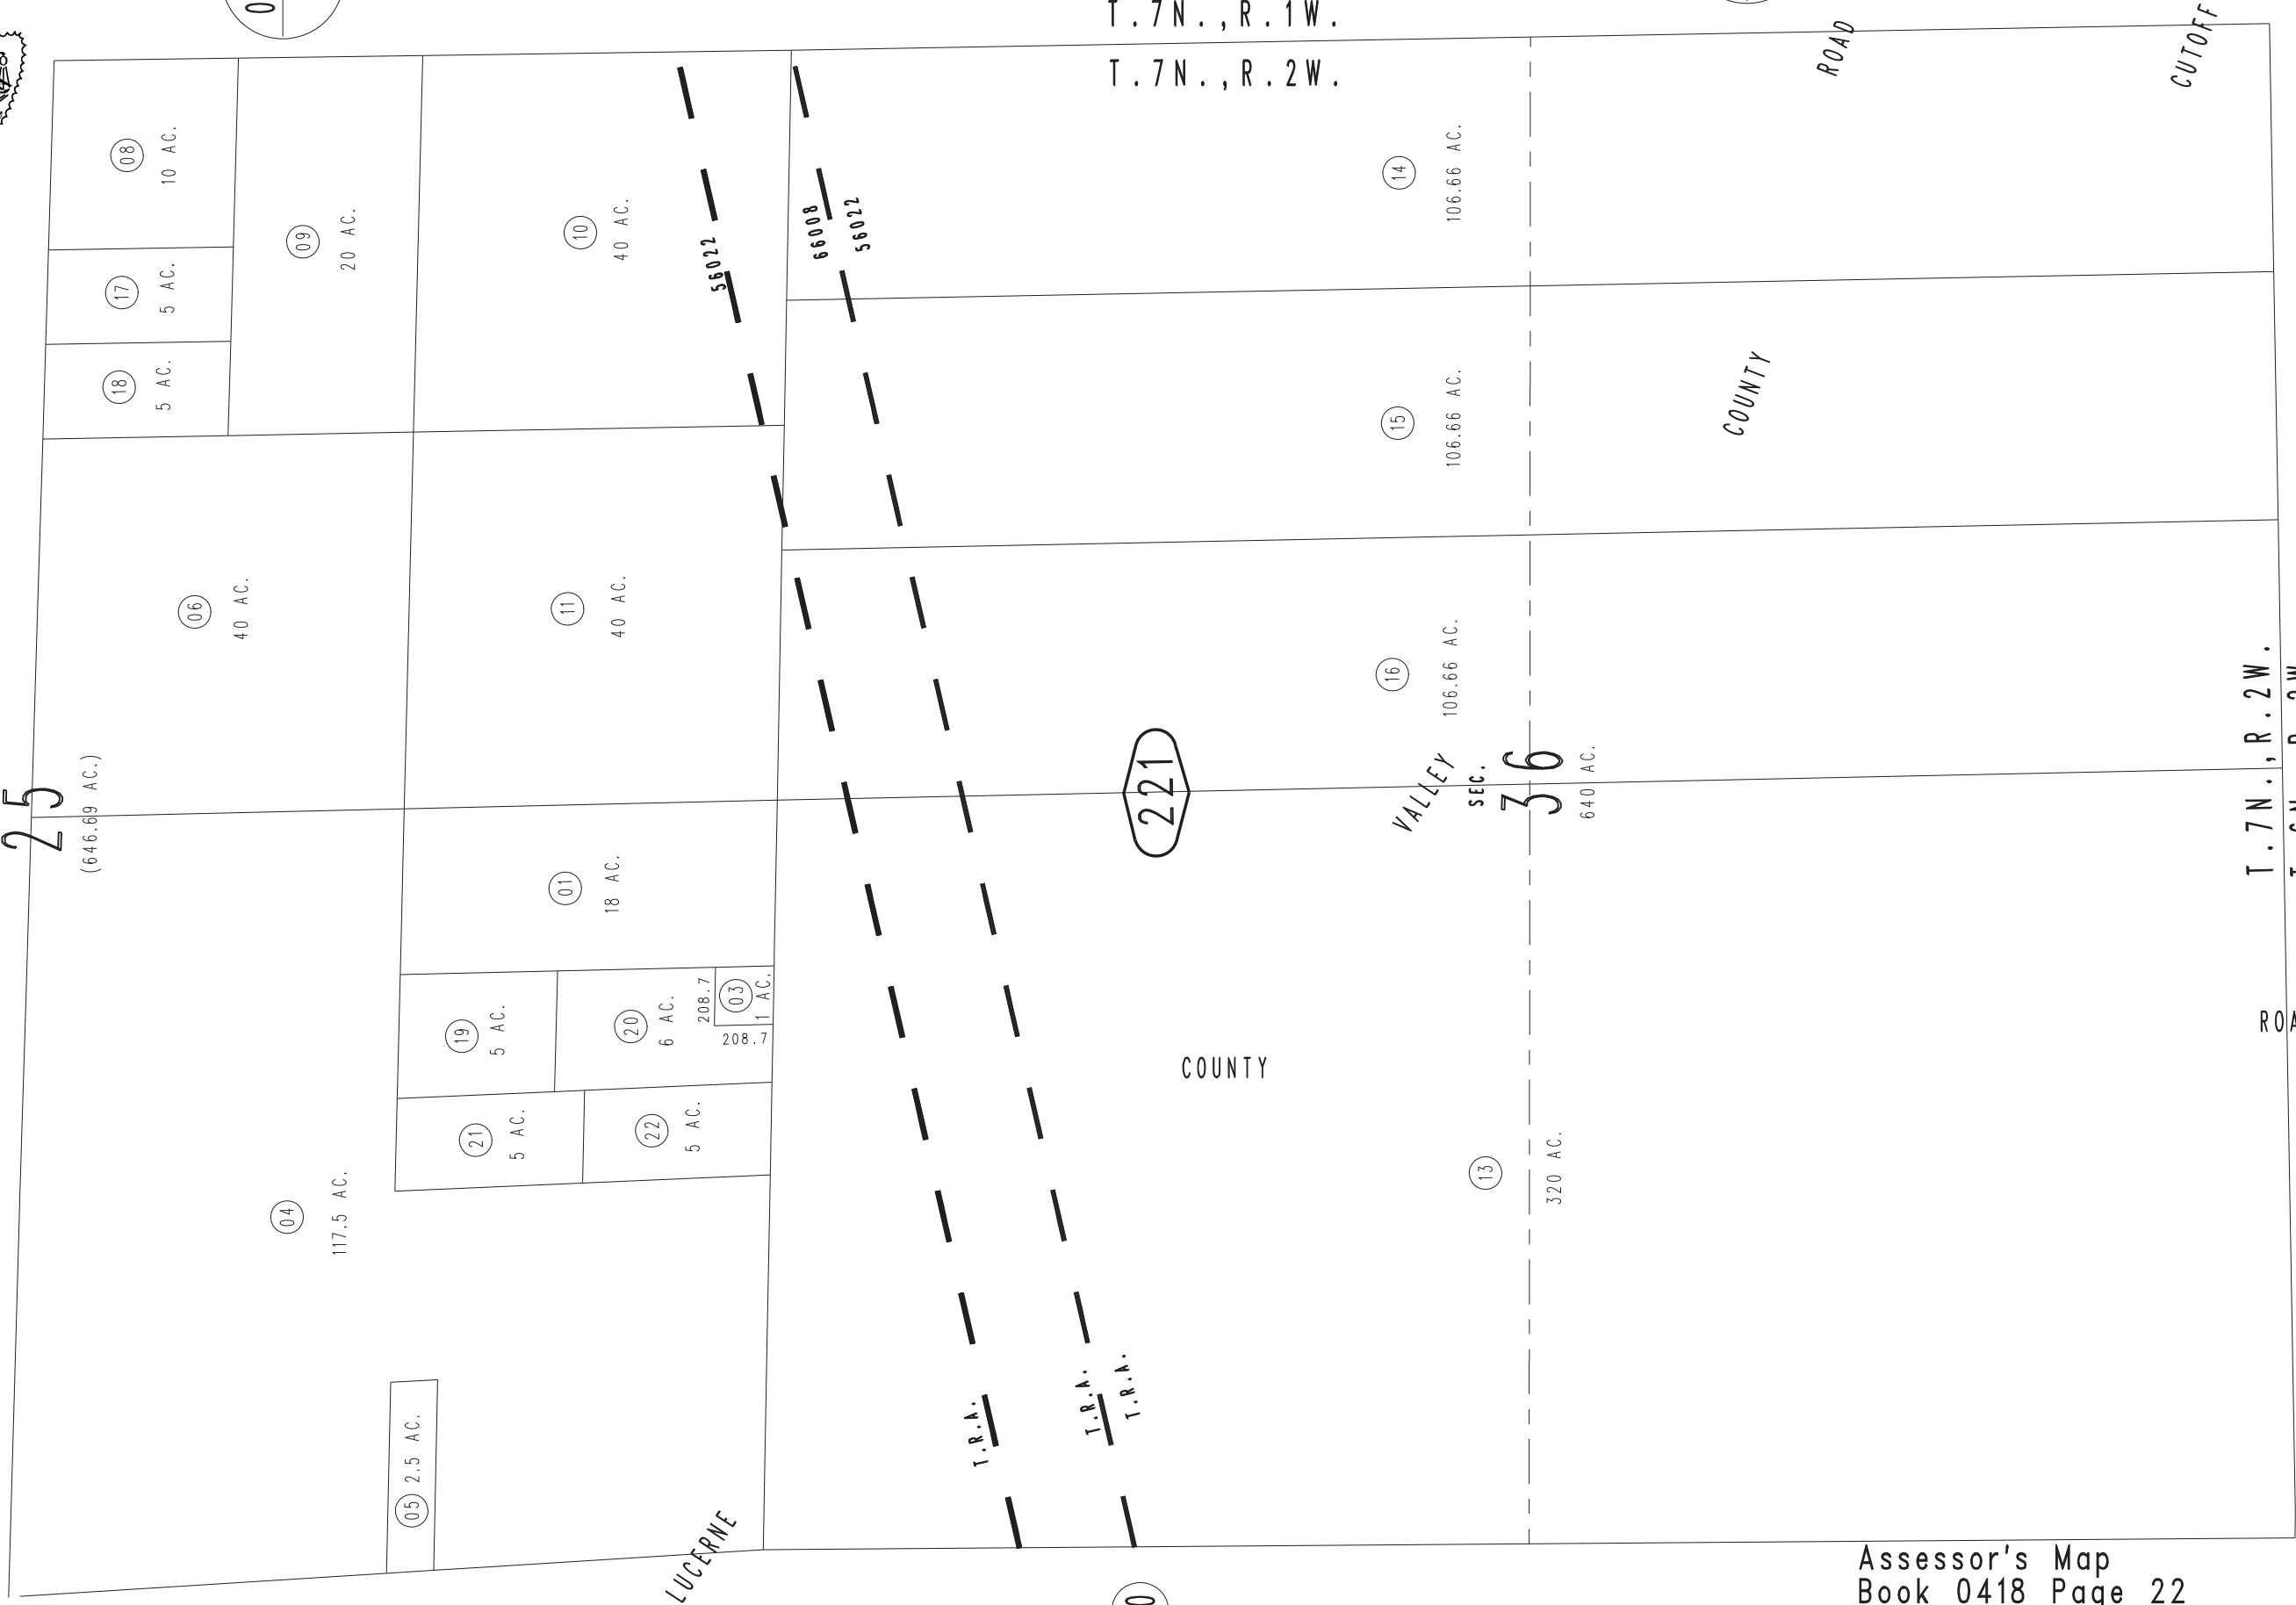 T.7N.,R.1W.
T.7N.,R.2W.
ROAD
CUTOFF
08
10 AC.
17
5 AC.
18
5 AC.
09
20 AC.
10
40 AC.
56022
66008
56022
14
106.66 AC.
15
106.66 AC.
COUNTY
06
40 AC.
11
40 AC.
16
106.66 AC.
25
(646.69 AC.)
221
VALLEY
SEC.
36
640 AC.
T.7N.,R.2W.
01
18 AC.
19
5 AC.
20
6 AC.
208.7
03
1 AC.
208.7
COUNTY
21
5 AC.
22
5 AC.
04
117.5 AC.
13
320 AC.
05 2.5 AC.
T.R.A.
T.R.A.
T.R.A.
LUCERNE
Assessor's Map
Book 0418 Page 22